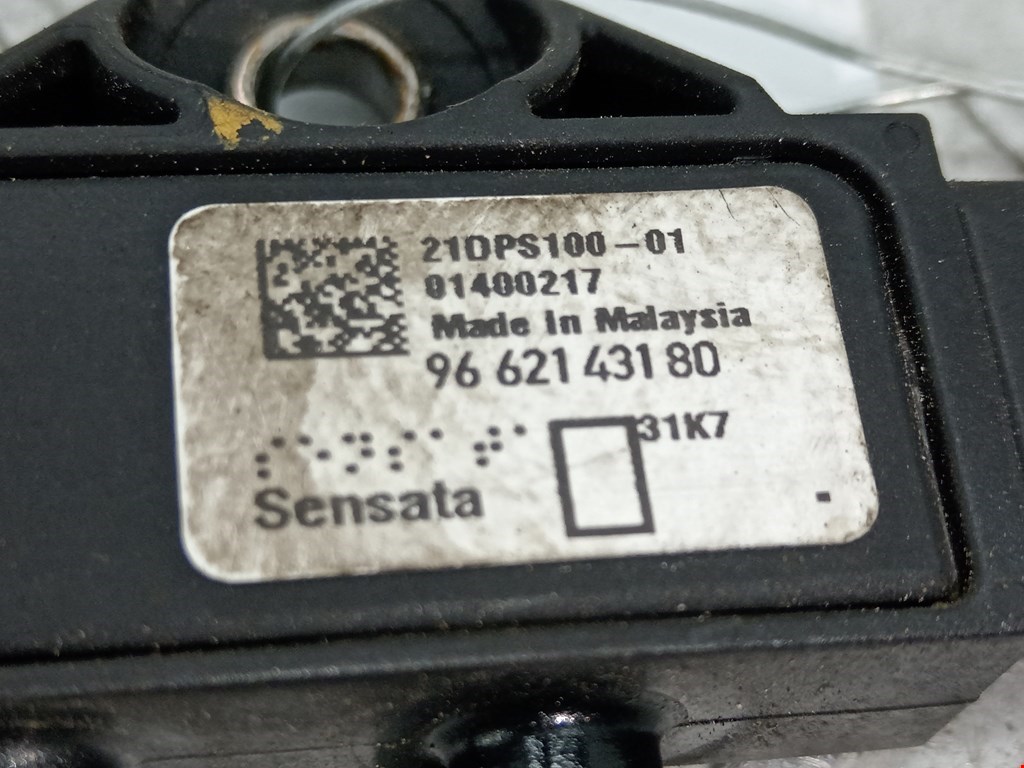 21DPS100-01
01400217
Made In Malaysia
96 621 431 80
31K7
Sensata